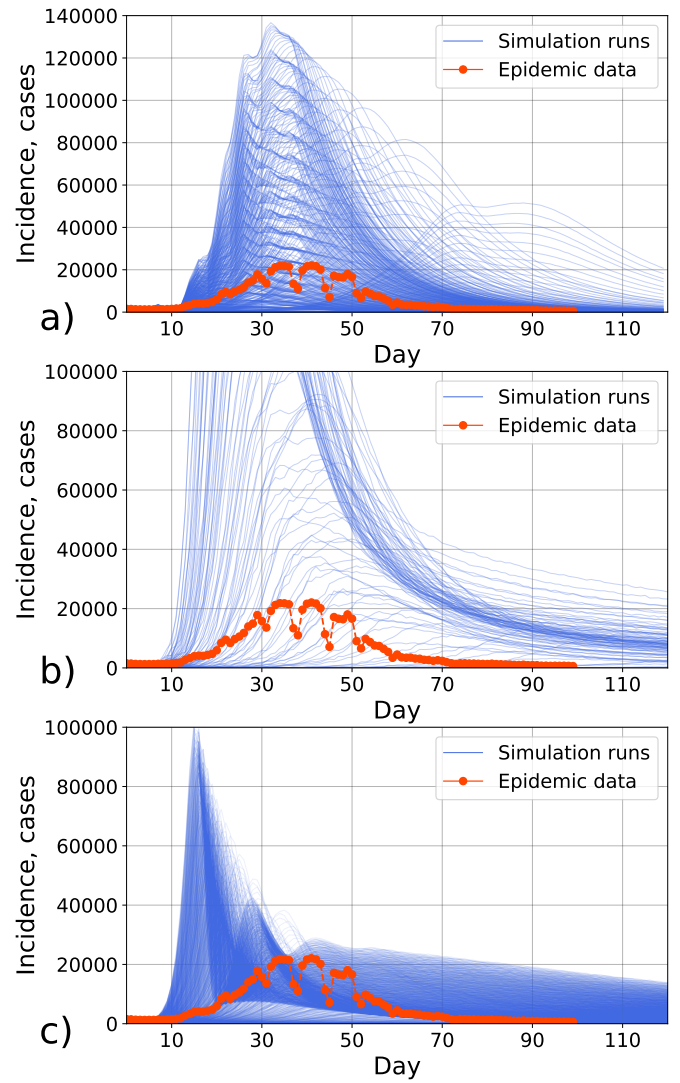 140000
120000
100000
80000
60000
40000
20000
0
Incidence, cases
Simulation runs
Epidemic data
a)
10 30 50 70 90 110
Day
100000
80000
60000
40000
20000
0
Incidence, cases
Simulation runs
Epidemic data
b)
10 30 50 70 90 110
Day
100000
80000
60000
40000
20000
0
Incidence, cases
Simulation runs
Epidemic data
c)
10 30 50 70 90 110
Day